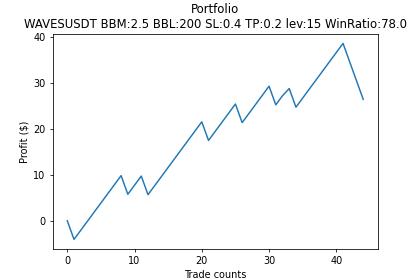 Portfolio
WAVESUSDT BBM:2.5 BBL:200 SL:0.4 TP:0.2 lev:15 WinRatio:78.0
40
30
20
10
0
Profit ($)
0 10 20 30 40
Trade counts